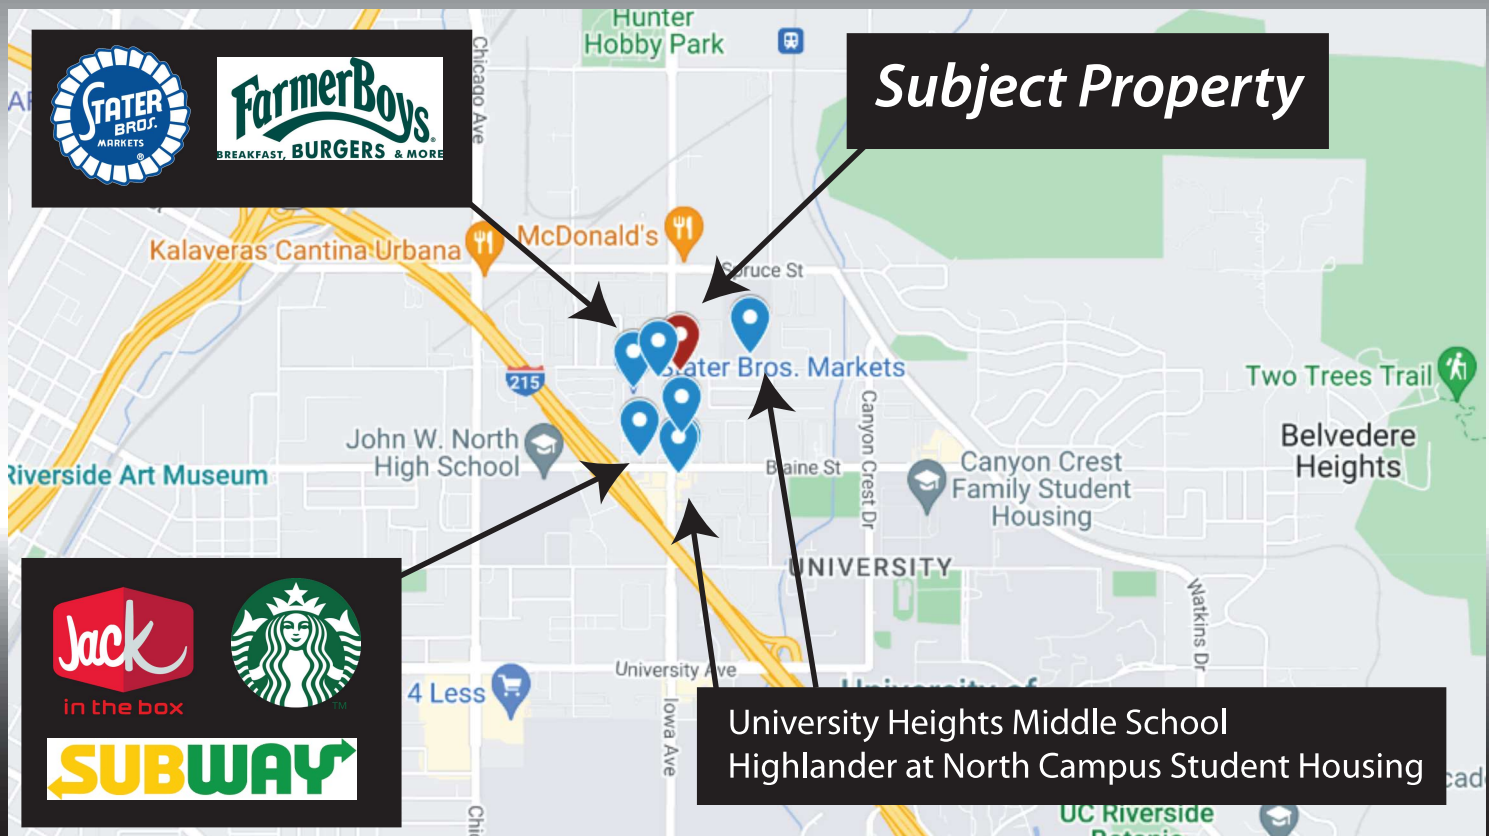 Hunter
Hobby Park
Chicago Ave
STATER
BROS.
MARKETS
®
FarmerBoys®
BREAKFAST, BURGERS & MORE
Subject Property
Kalaveras Cantina Urbana
McDonald's
Spruce St
Stater Bros. Markets
215
Two Trees Trail
John W. North
High School
Canyon Crest Dr
Belvedere
Heights
Riverside Art Museum
Blaine St
Canyon Crest
Family Student
Housing
UNIVERSITY
Jack
in the box
TM
SUBWAY
Watkins Dr
University Ave
4 Less
Iowa Ave
University of
University Heights Middle School
Highlander at North Campus Student Housing
UC Riverside